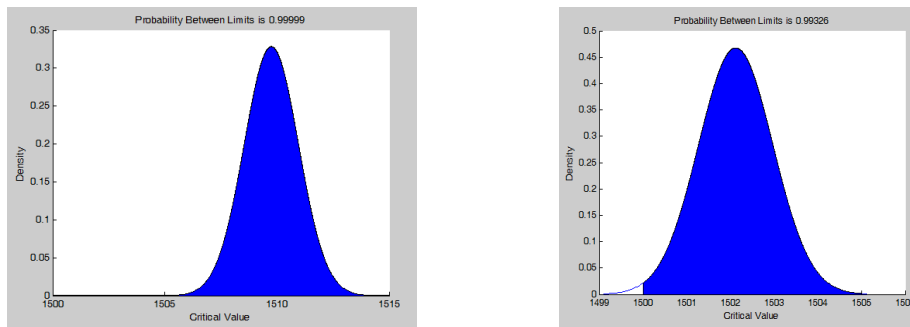 Probability Between Limits is 0.99999
0.35
0.3
0.25
0.2
0.15
0.1
0.05
0
Density
1500 1505 1510 1515
Critical Value
Probability Between Limits is 0.99326
0.5
0.45
0.4
0.35
0.3
0.25
0.2
0.15
0.1
0.05
0
Density
1499 1500 1501 1502 1503 1504 1505
Critical Value